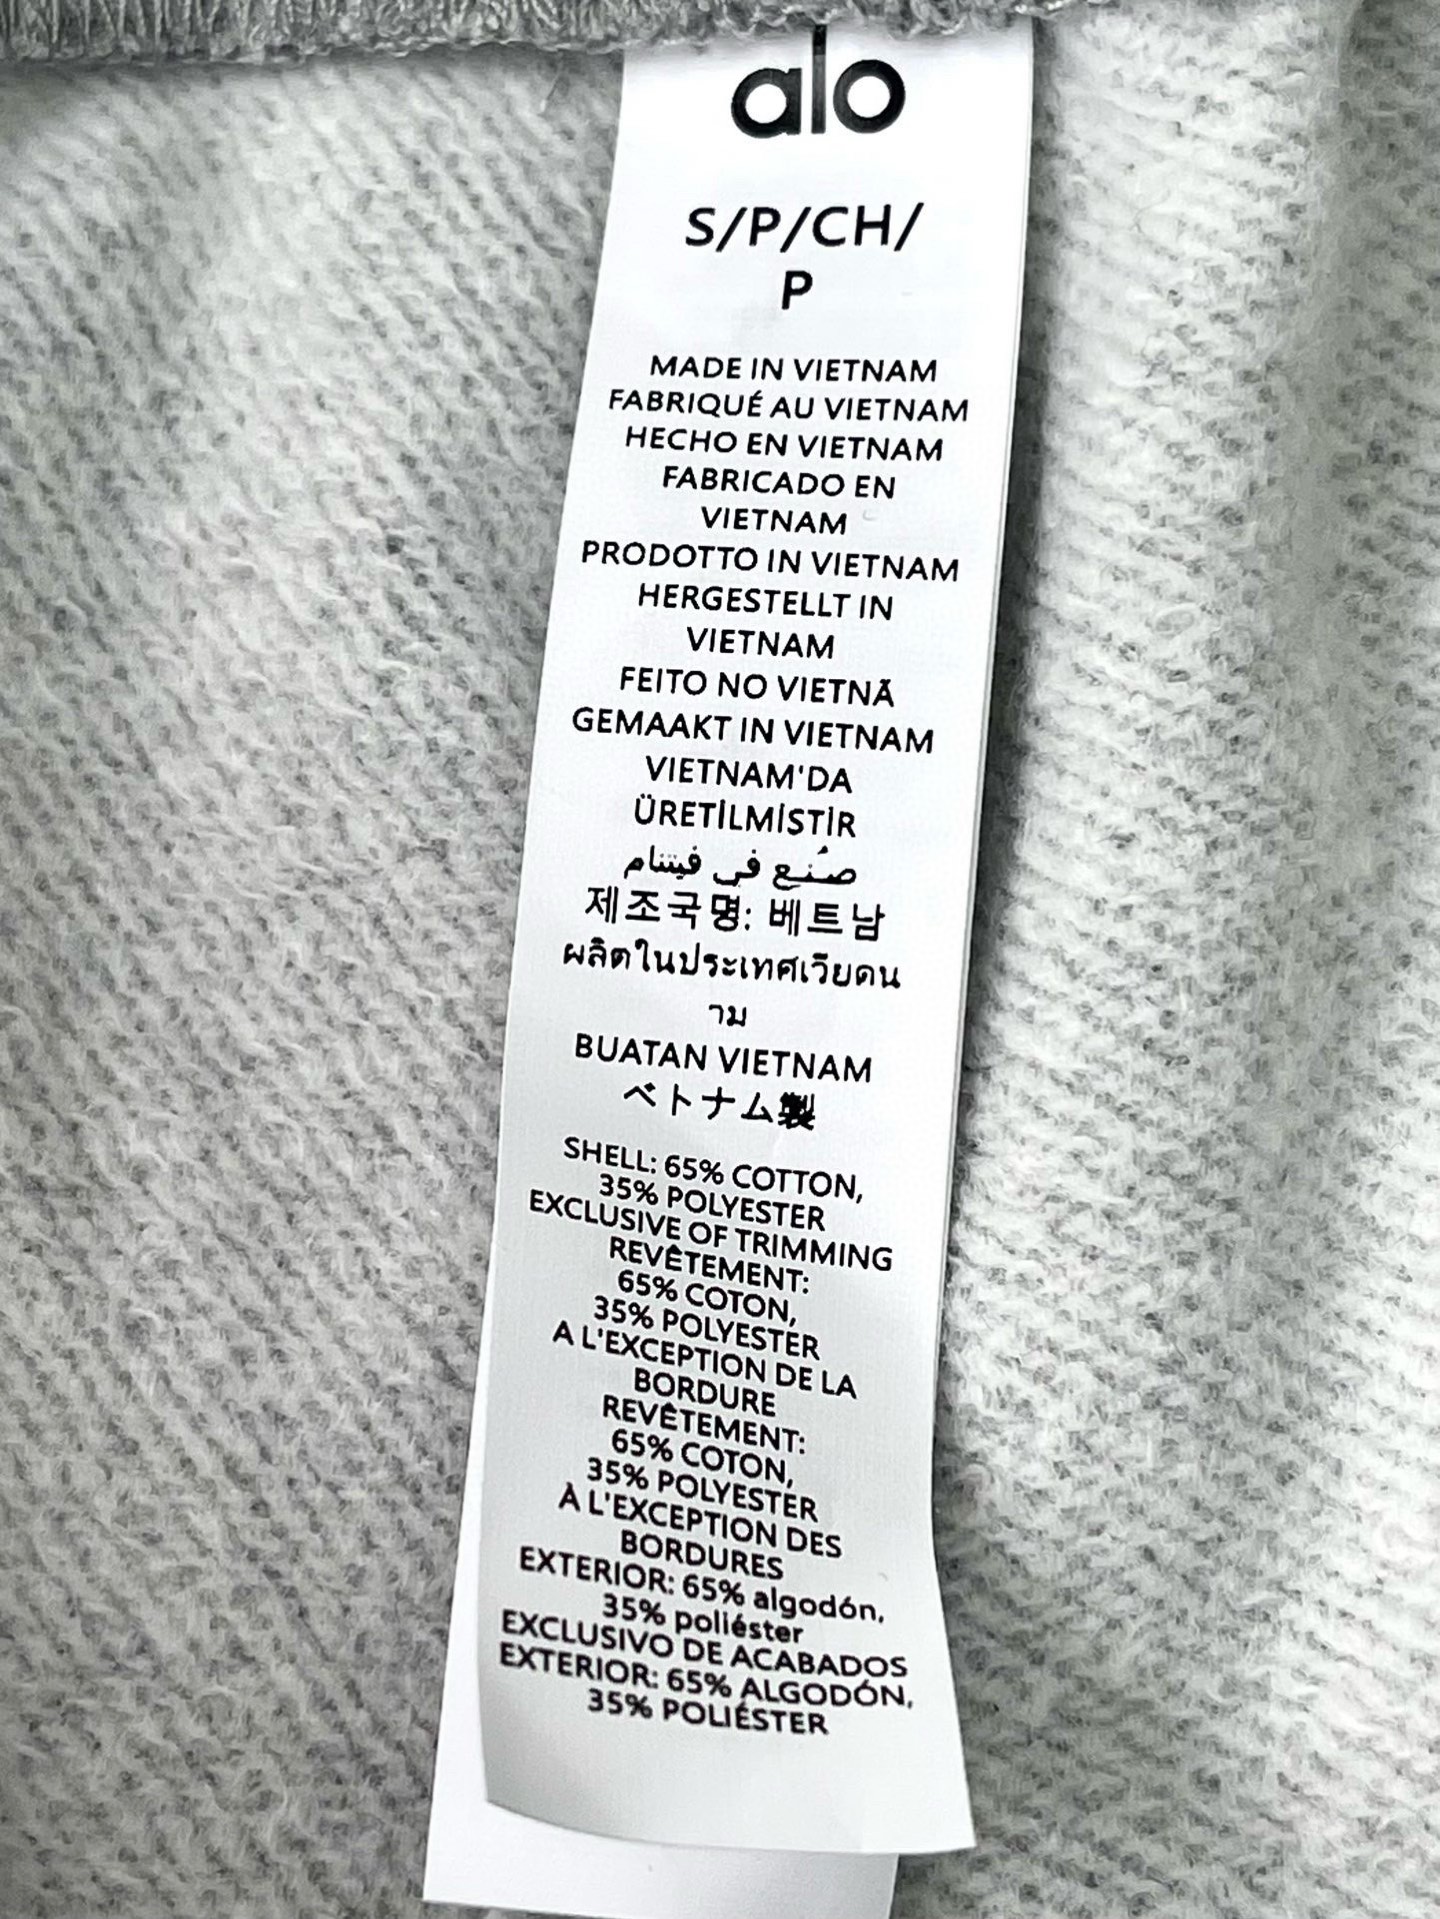 alo
S/P/CH/
P
MADE IN VIETNAM
FABRIQUÉ AU VIETNAM
HECHO EN VIETNAM
FABRICADO EN
VIETNAM
PRODOTTO IN VIETNAM
HERGESTELLT IN
VIETNAM
FEITO NO VIETNÃ
GEMAAKT IN VIETNAM
VIETNAM'DA
ÜRETİLMİSTİR
صُنع في فيتنام
제조국명: 베트남
ผลิตในประเทศเวียดน
าม
BUATAN VIETNAM
ベトナム製
SHELL: 65% COTTON,
35% POLYESTER
EXCLUSIVE OF TRIMMING
REVÊTEMENT:
65% COTON,
35% POLYESTER
A L'EXCEPTION DE LA
BORDURE
REVÊTEMENT:
65% COTON,
35% POLYESTER
À L'EXCEPTION DES
BORDURES
EXTERIOR: 65% algodón,
35% poliéster
EXCLUSIVO DE ACABADOS
EXTERIOR: 65% ALGODÓN,
35% POLIÉSTER